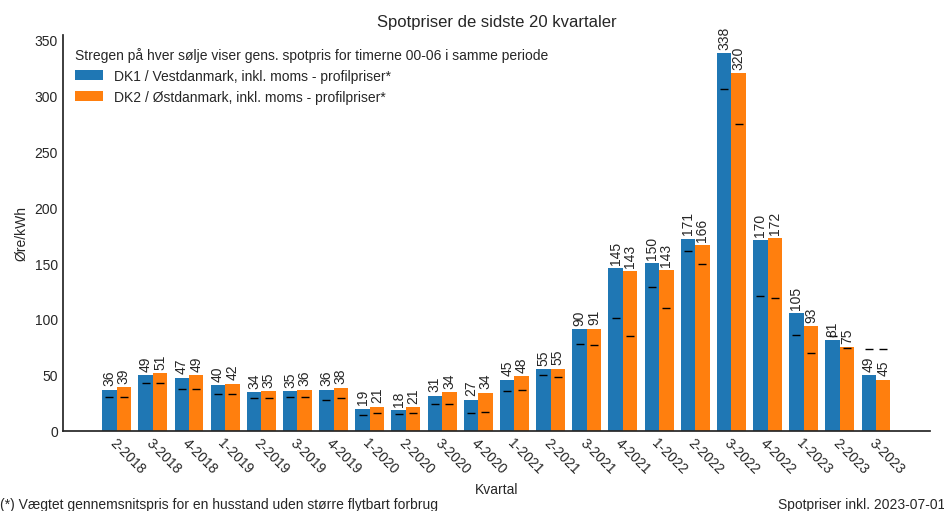 Spotpriser de sidste 20 kvartaler
Stregen på hver sølje viser gens. spotpris for timerne 00-06 i samme periode
DK1 / Vestdanmark, inkl. moms - profilpriser*
DK2 / Østdanmark, inkl. moms - profilpriser*
Øre/kWh
350
300
250
200
150
100
50
0
36 39 49 51 47 49 40 42 34 35 35 36 36 38 19 21 18 21 31 34 27 34 45 48 55 55 90 91 145 143 150 143 171 166 338 320 170 172 105 93 81 75 49 45
2-2018 3-2018 4-2018 1-2019 2-2019 3-2019 4-2019 1-2020 2-2020 3-2020 4-2020 1-2021 2-2021 3-2021 4-2021 1-2022 2-2022 3-2022 4-2022 1-2023 2-2023 3-2023
Kvartal
(*) Vægtet gennemsnitspris for en husstand uden større flytbart forbrug
Spotpriser inkl. 2023-07-01